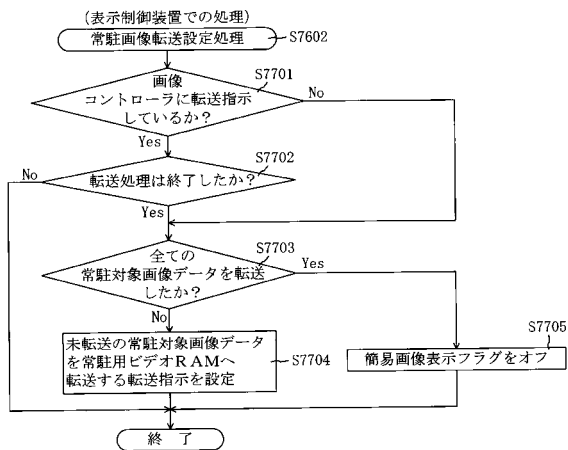 (表示制御装置での処理)
常駐画像転送設定処理
S7602
S7701
画像
コントローラに転送指示
しているか？
No
Yes
S7702
No
転送処理は終了したか？
Yes
S7703
全ての
常駐対象画像データを転送
したか？
Yes
No
S7705
未転送の常駐対象画像データ
を常駐用ビデオRAMへ
転送する転送指示を設定
S7704
簡易画像表示フラグをオフ
終 了